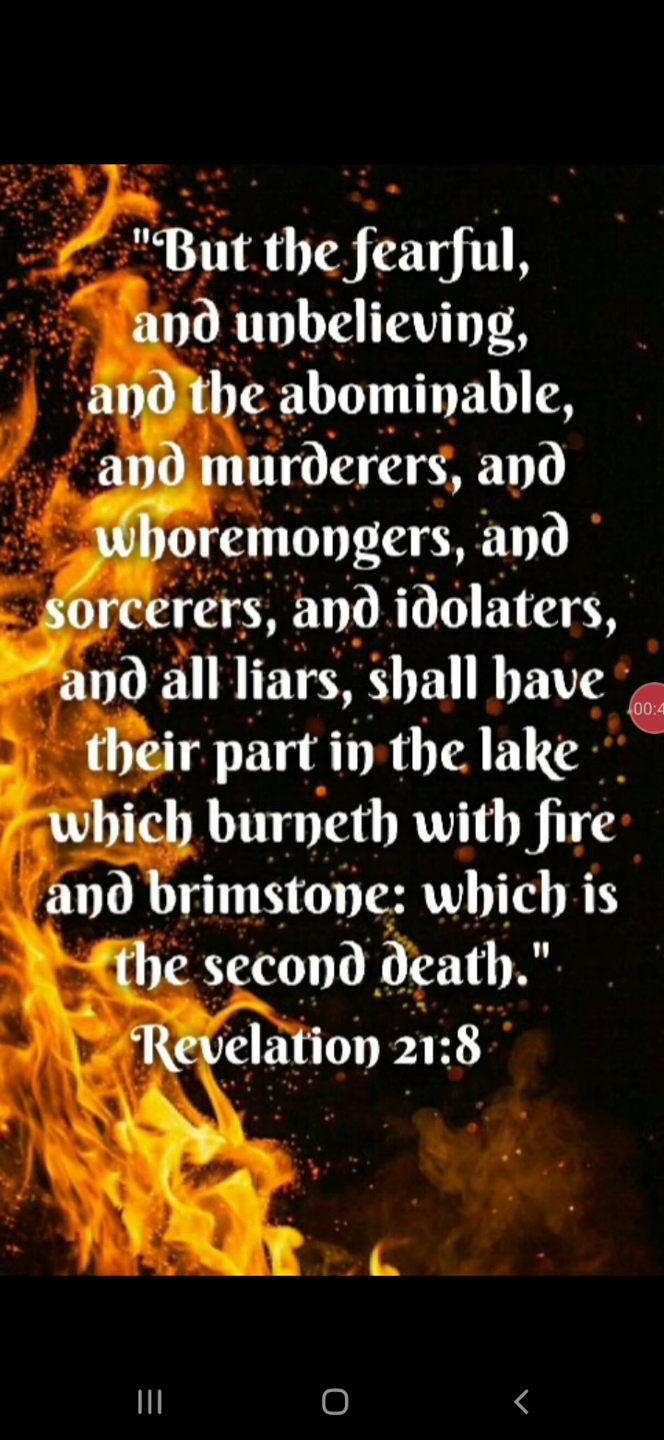 "But the fearful,
and unbelieving,
and the abominable,
and murderers, and
whoremongers, and
sorcerers, and idolaters,
and all liars, shall have
their part in the lake
which burneth with fire
and brimstone: which is
the second death."
Revelation 21:8
00:4